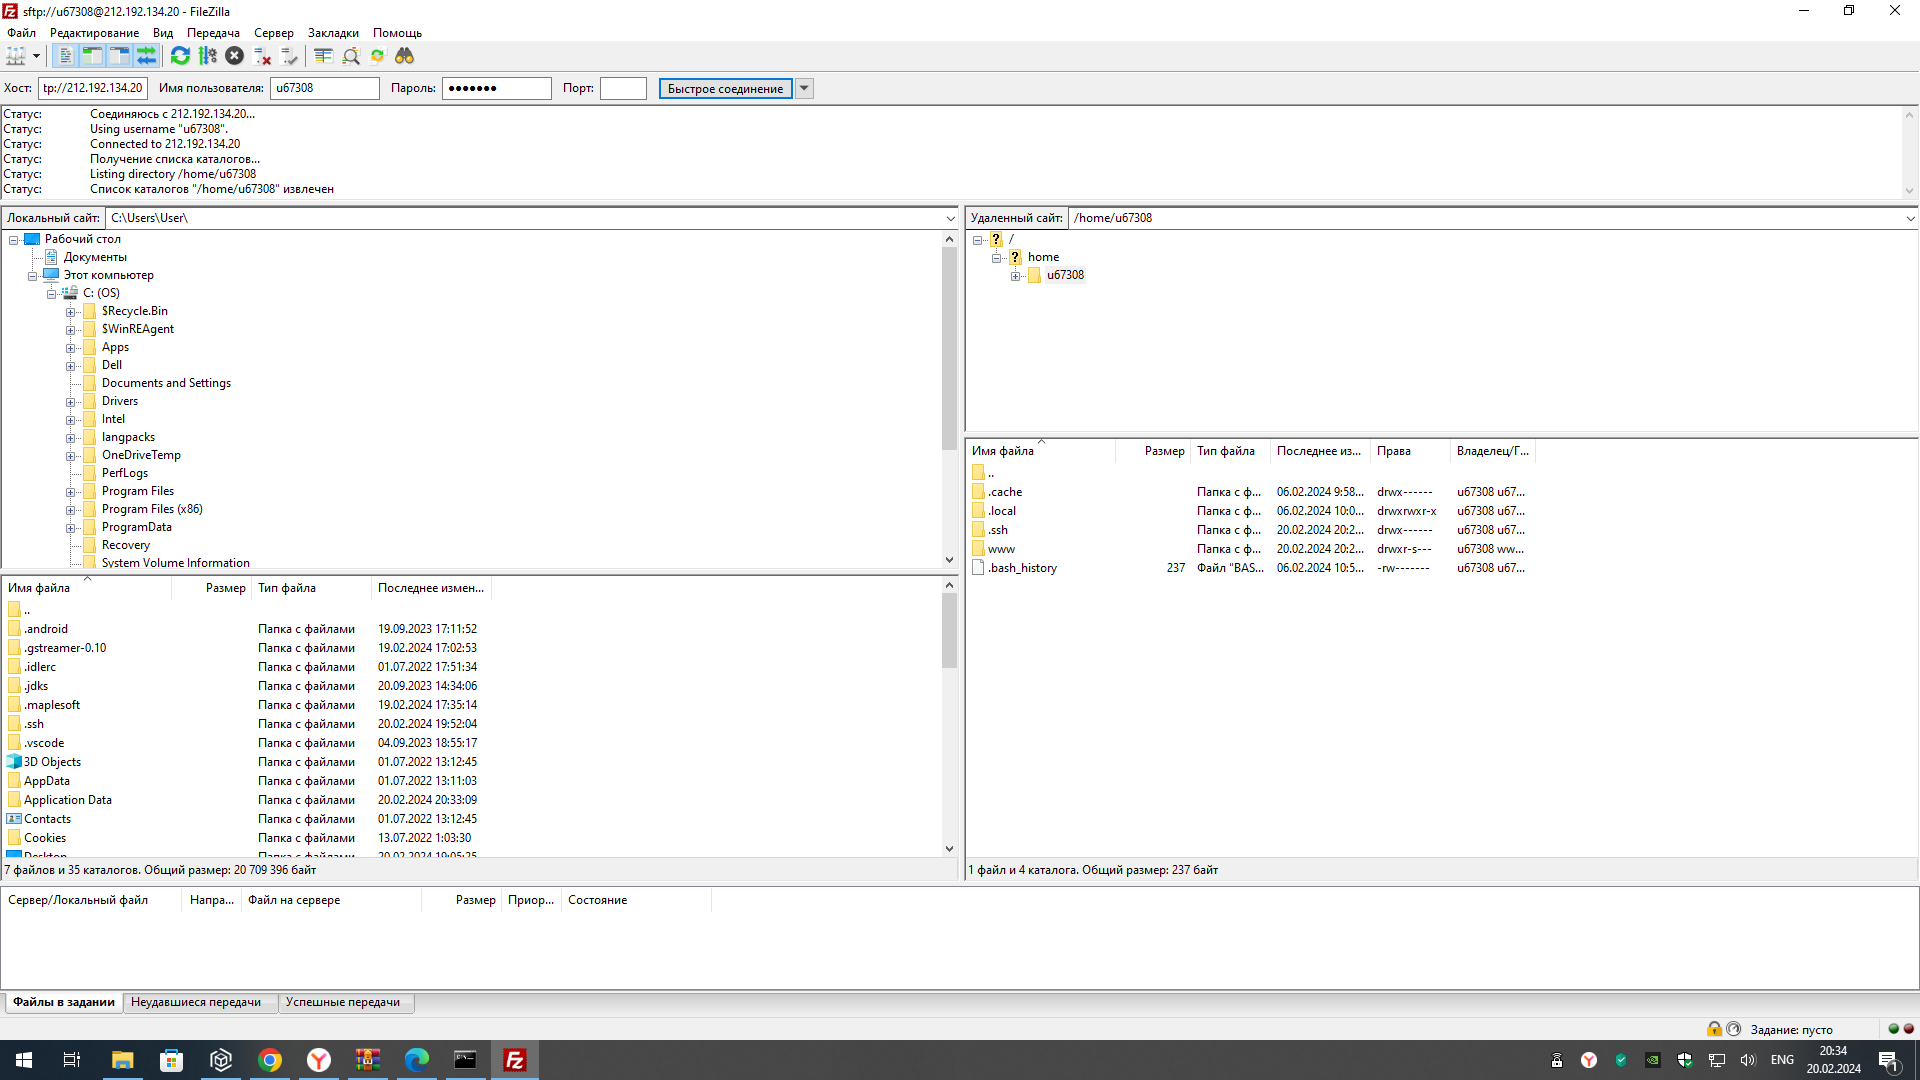 sftp://u67308@212.192.134.20 - FileZilla
Файл Редактирование Вид Передача Сервер Закладки Помощь
Хост: tp://212.192.134.20 Имя пользователя: u67308 Пароль: ●●●●●●● Порт: Быстрое соединение
Статус: Соединяюсь с 212.192.134.20...
Статус: Using username "u67308".
Статус: Connected to 212.192.134.20
Статус: Получение списка каталогов...
Статус: Listing directory /home/u67308
Статус: Список каталогов "/home/u67308" извлечен
Локальный сайт: C:\Users\User\
Рабочий стол
Документы
Этот компьютер
C: (OS)
$Recycle.Bin
$WinREAgent
Apps
Dell
Documents and Settings
Drivers
Intel
langpacks
OneDriveTemp
PerfLogs
Program Files
Program Files (x86)
ProgramData
Recovery
System Volume Information
Имя файла Размер Тип файла Последнее измен...
..
.android Папка с файлами 19.09.2023 17:11:52
.gstreamer-0.10 Папка с файлами 19.02.2024 17:02:53
.idlerc Папка с файлами 01.07.2022 17:51:34
.jdks Папка с файлами 20.09.2023 14:34:06
.maplesoft Папка с файлами 19.02.2024 17:35:14
.ssh Папка с файлами 20.02.2024 19:52:04
.vscode Папка с файлами 04.09.2023 18:55:17
3D Objects Папка с файлами 01.07.2022 13:12:45
AppData Папка с файлами 01.07.2022 13:11:03
Application Data Папка с файлами 20.02.2024 20:33:09
Contacts Папка с файлами 01.07.2022 13:12:45
Cookies Папка с файлами 13.07.2022 1:03:30
Desktop Папка с файлами 20.02.2024 19:05:25
7 файлов и 35 каталогов. Общий размер: 20 709 396 байт
Удаленный сайт: /home/u67308
/
home
u67308
Имя файла Размер Тип файла Последнее из... Права Владелец/Г...
..
.cache Папка с ф... 06.02.2024 9:58... drwx------ u67308 u67...
.local Папка с ф... 06.02.2024 10:0... drwxrwxr-x u67308 u67...
.ssh Папка с ф... 20.02.2024 20:2... drwx------ u67308 u67...
www Папка с ф... 20.02.2024 20:2... drwxr-s--- u67308 ww...
.bash_history 237 Файл "BAS... 06.02.2024 10:5... -rw------- u67308 u67...
1 файл и 4 каталога. Общий размер: 237 байт
Сервер/Локальный файл Напра... Файл на сервере Размер Приор... Состояние
Файлы в задании Неудавшиеся передачи Успешные передачи
Задание: пусто
ENG 20:34
20.02.2024
1